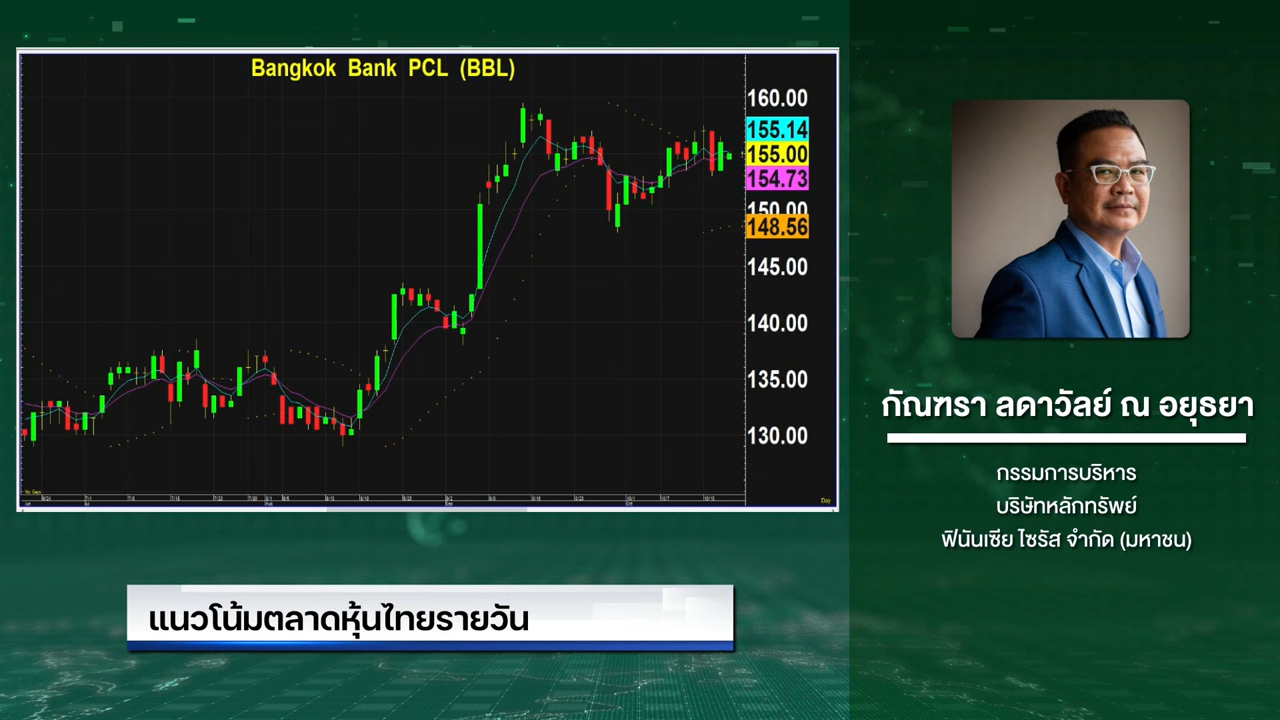 Bangkok Bank PCL (BBL)
160.00
155.14
155.00
154.73
150.00
148.56
145.00
140.00
135.00
130.00
Day
กัณฑรา ลดาวัลย์ ณ อยุธยา
กรรมการบริหาร
บริษัทหลักทรัพย์
ฟินันเซีย ไซรัส จำกัด (มหาชน)
แนวโน้มตลาดหุ้นไทยรายวัน